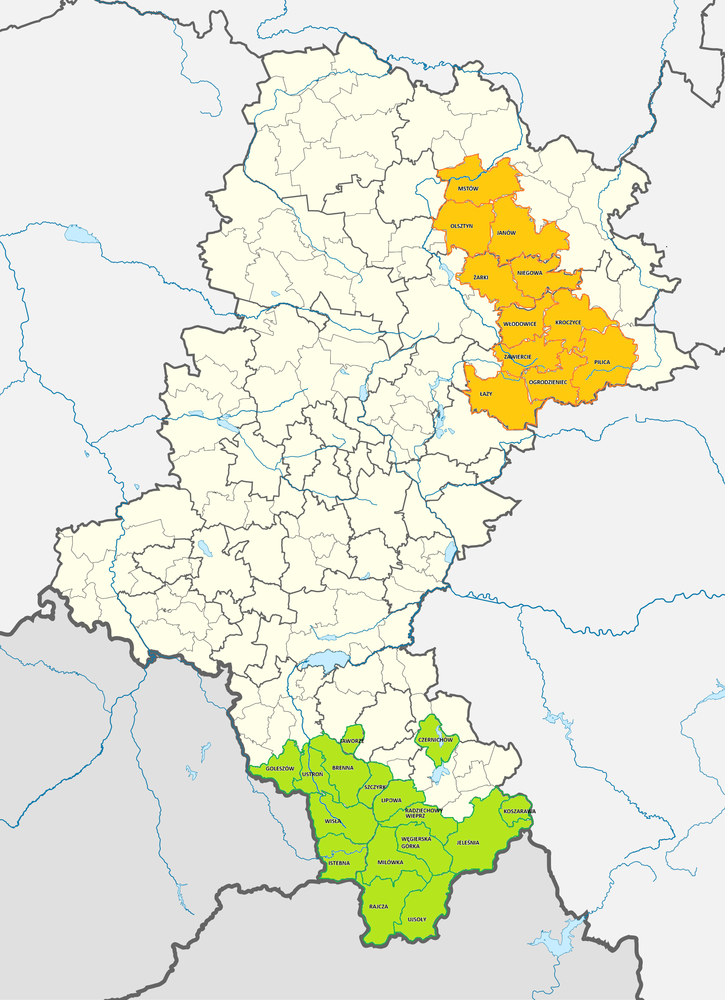 MSTÓW
OLSZTYN
JANÓW
NIEGOWA
ŻARKI
KROCZYCE
WŁODOWICE
ZAWIERCIE
PILICA
OGRODZIENIEC
ŁAZY
CZERNICHÓW
JAWORZE
BRENNA
GOLESZÓW
USTROŃ
SZCZYRK
LIPOWA
RADZIECHOWY
WIEPRZ
KOSZARAWA
WISŁA
WĘGIERSKA
GÓRKA
JELEŚNIA
MILÓWKA
ISTEBNA
RAJCZA
UJSOŁY